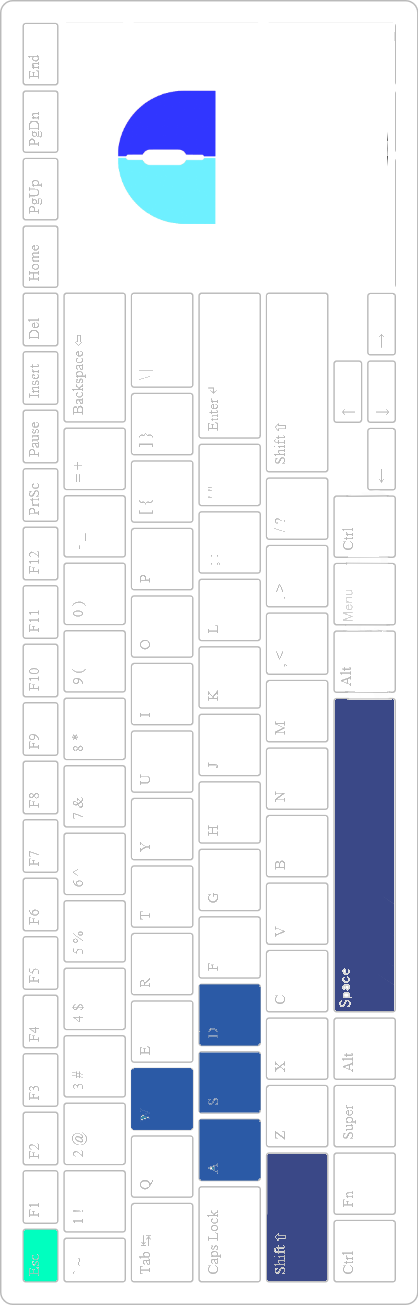 Esc F1 F2 F3 F4 F5 F6 F7 F8 F9 F10 F11 F12 PrtSc Pause Insert Del Home PgUp PgDn End
` ~ 1 ! 2 @ 3 # 4 $ 5 % 6 ^ 7 & 8 * 9 ( 0 ) - _ = + Backspace ⇦
Tab ↹ Q W E R T Y U I O P [ { ] } \ |
Caps Lock A S D F G H J K L ; : ' " Enter ↵
Shift ⇧ Z X C V B N M , < . > / ? Shift ⇧
Ctrl Fn Super Alt Space Alt Menu Ctrl ← ↑ ↓ →